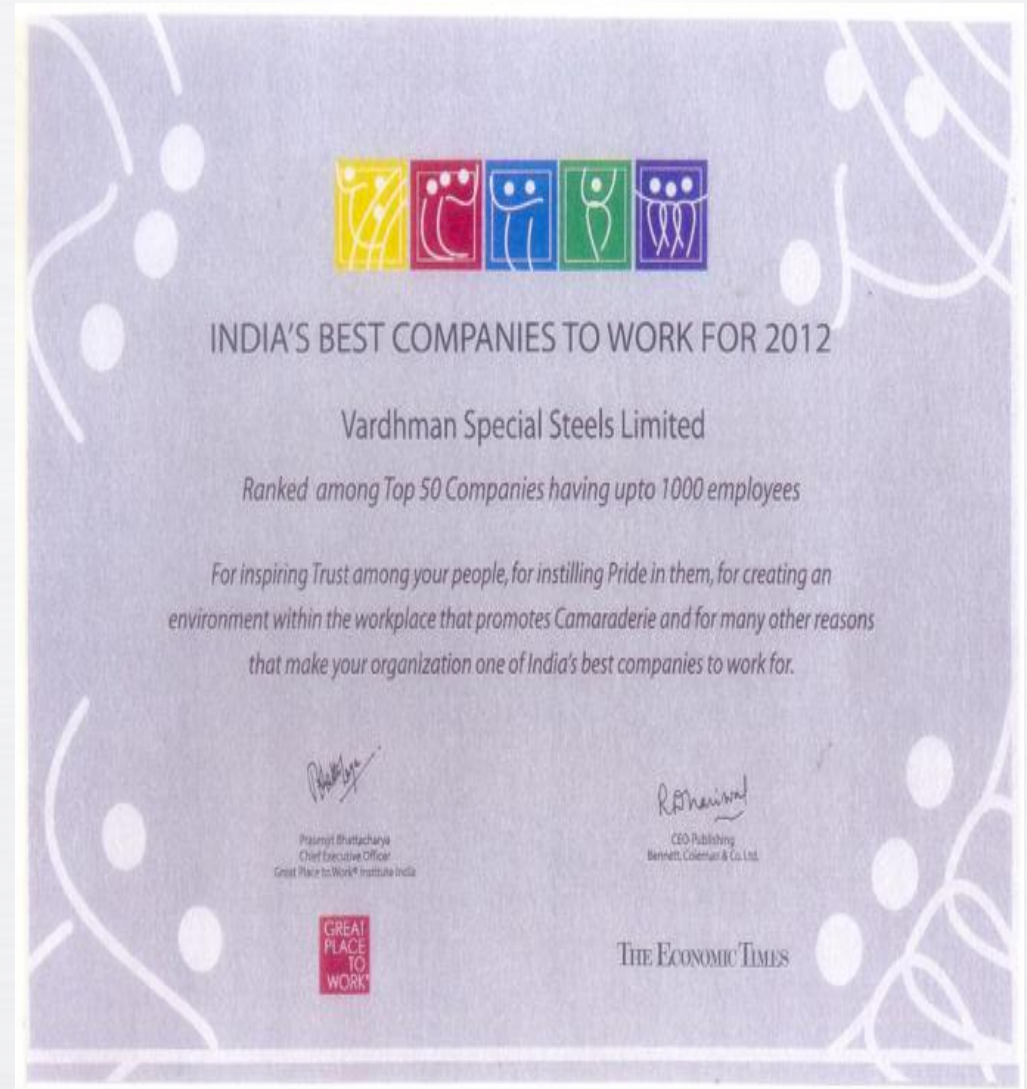 INDIA'S BEST COMPANIES TO WORK FOR 2012
Vardhman Special Steels Limited
Ranked among Top 50 Companies having upto 1000 employees
For inspiring Trust among your people, for instilling Pride in them, for creating an
environment within the workplace that promotes Camaraderie and for many other reasons
that make your organization one of India's best companies to work for.
RDhariwal
Prasenjit Bhattacharya
Chief Executive Officer
Great Place to Work® Institute India
CEO-Publishing
Bennett, Coleman & Co. Ltd.
GREAT
PLACE
TO
WORK®
THE ECONOMIC TIMES